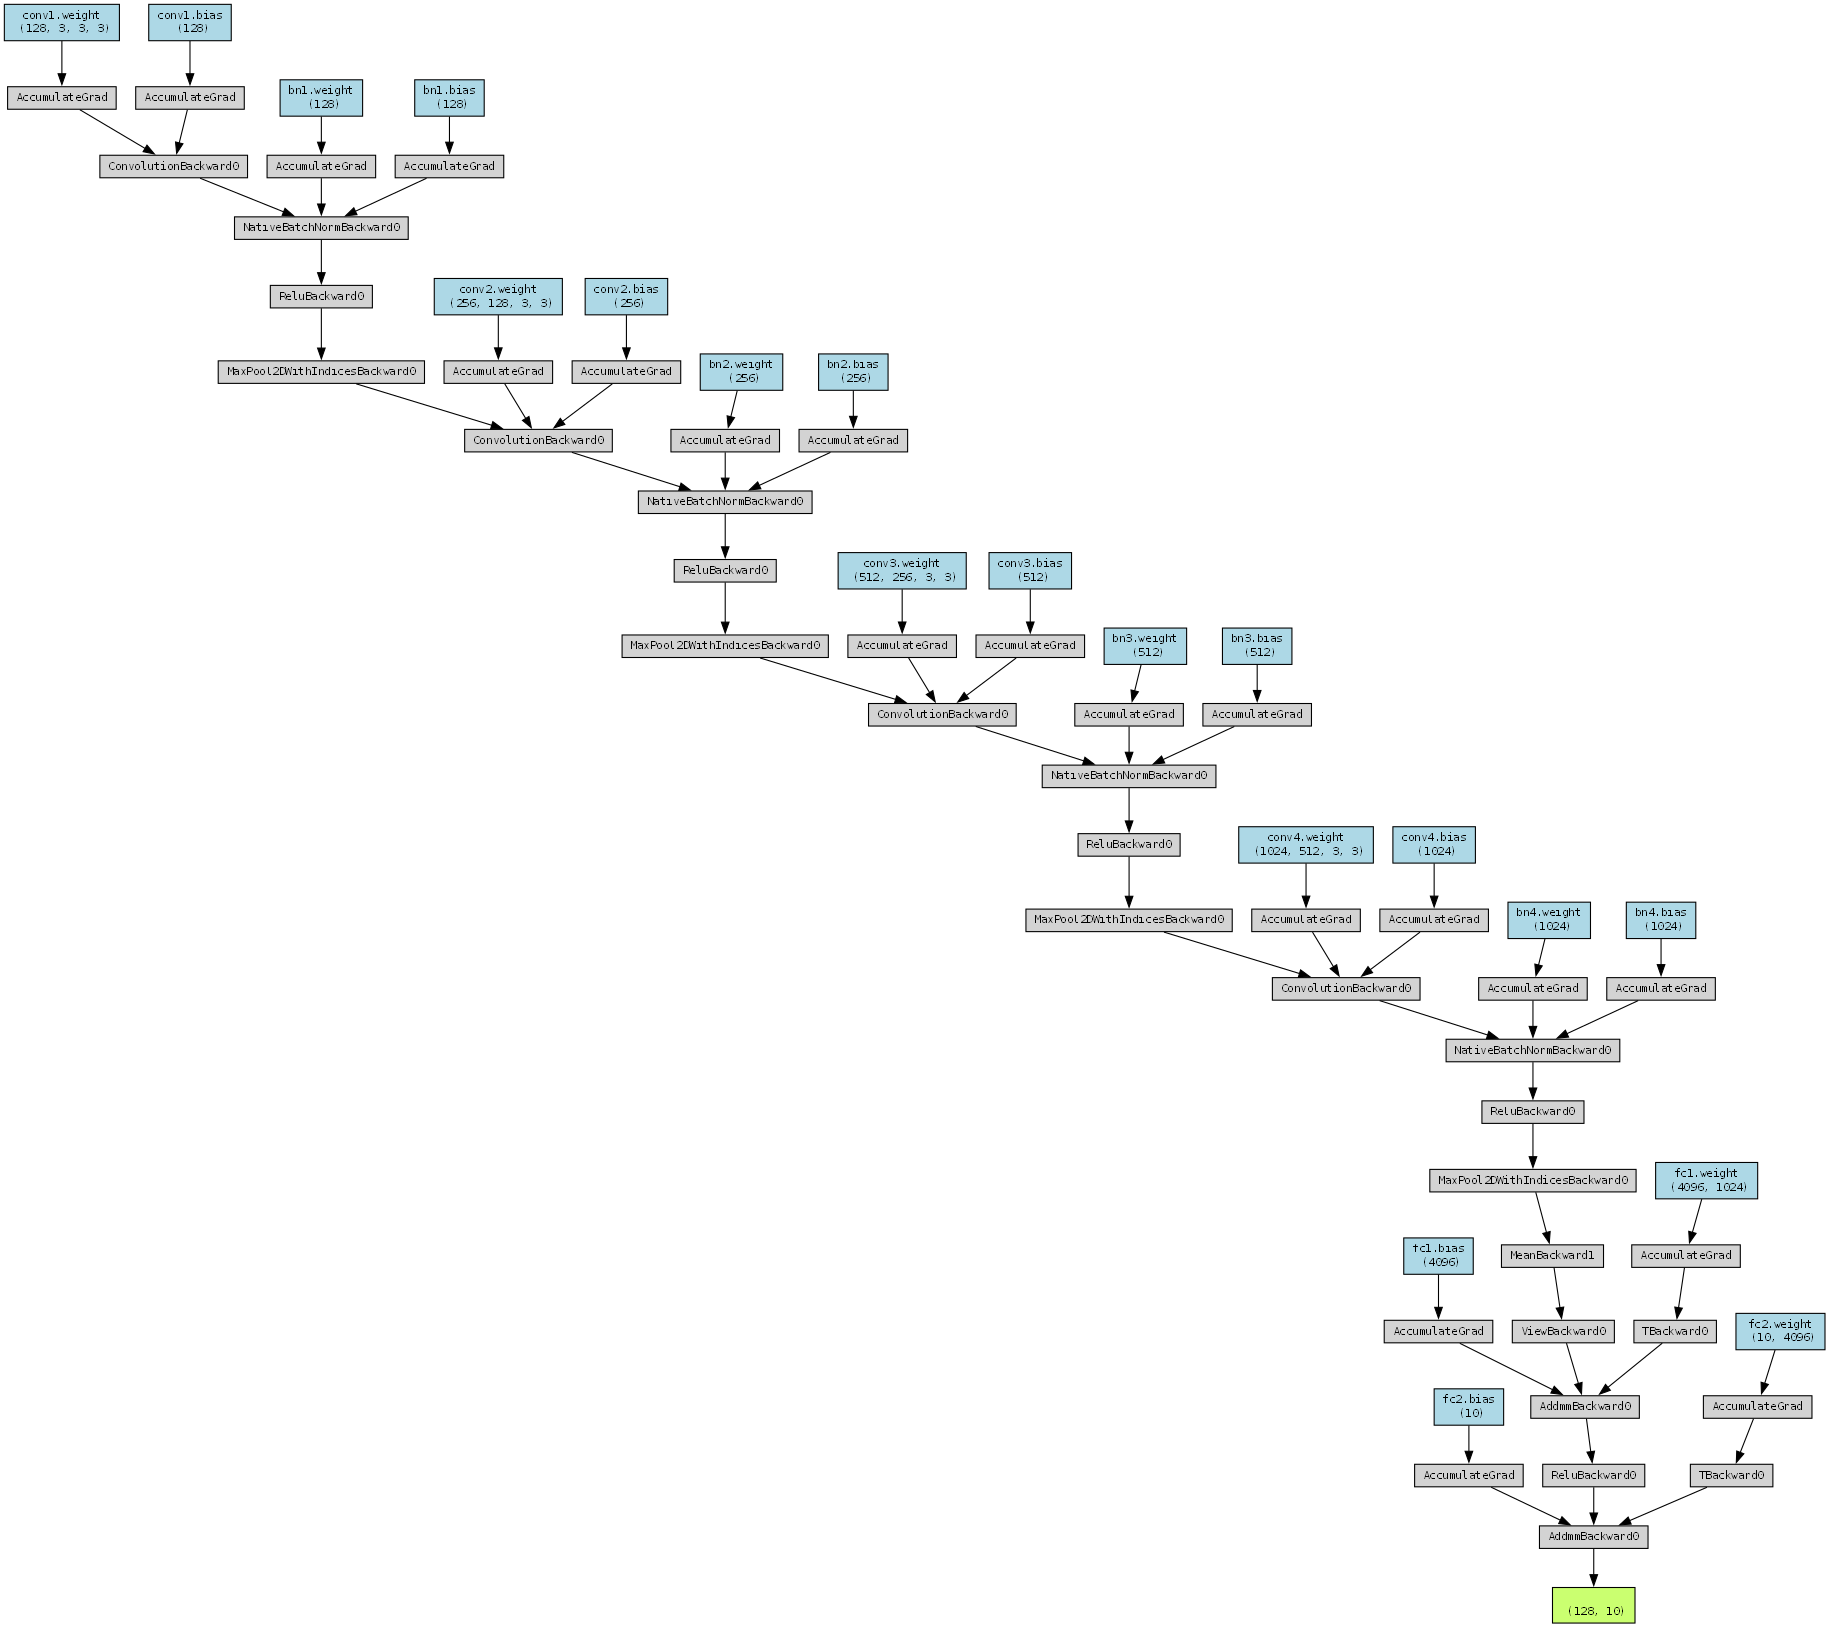 conv1.weight
(128, 3, 3, 3)
conv1.bias
(128)
AccumulateGrad
AccumulateGrad
bn1.weight
(128)
bn1.bias
(128)
ConvolutionBackward0
AccumulateGrad
AccumulateGrad
NativeBatchNormBackward0
ReluBackward0
conv2.weight
(256, 128, 3, 3)
conv2.bias
(256)
MaxPool2DWithIndicesBackward0
AccumulateGrad
AccumulateGrad
bn2.weight
(256)
bn2.bias
(256)
ConvolutionBackward0
AccumulateGrad
AccumulateGrad
NativeBatchNormBackward0
ReluBackward0
conv3.weight
(512, 256, 3, 3)
conv3.bias
(512)
MaxPool2DWithIndicesBackward0
AccumulateGrad
AccumulateGrad
bn3.weight
(512)
bn3.bias
(512)
ConvolutionBackward0
AccumulateGrad
AccumulateGrad
NativeBatchNormBackward0
ReluBackward0
conv4.weight
(1024, 512, 3, 3)
conv4.bias
(1024)
MaxPool2DWithIndicesBackward0
AccumulateGrad
AccumulateGrad
bn4.weight
(1024)
bn4.bias
(1024)
ConvolutionBackward0
AccumulateGrad
AccumulateGrad
NativeBatchNormBackward0
ReluBackward0
MaxPool2DWithIndicesBackward0
fc1.weight
(4096, 1024)
fc1.bias
(4096)
MeanBackward1
AccumulateGrad
AccumulateGrad
ViewBackward0
TBackward0
fc2.weight
(10, 4096)
fc2.bias
(10)
AddmmBackward0
AccumulateGrad
AccumulateGrad
ReluBackward0
TBackward0
AddmmBackward0
(128, 10)